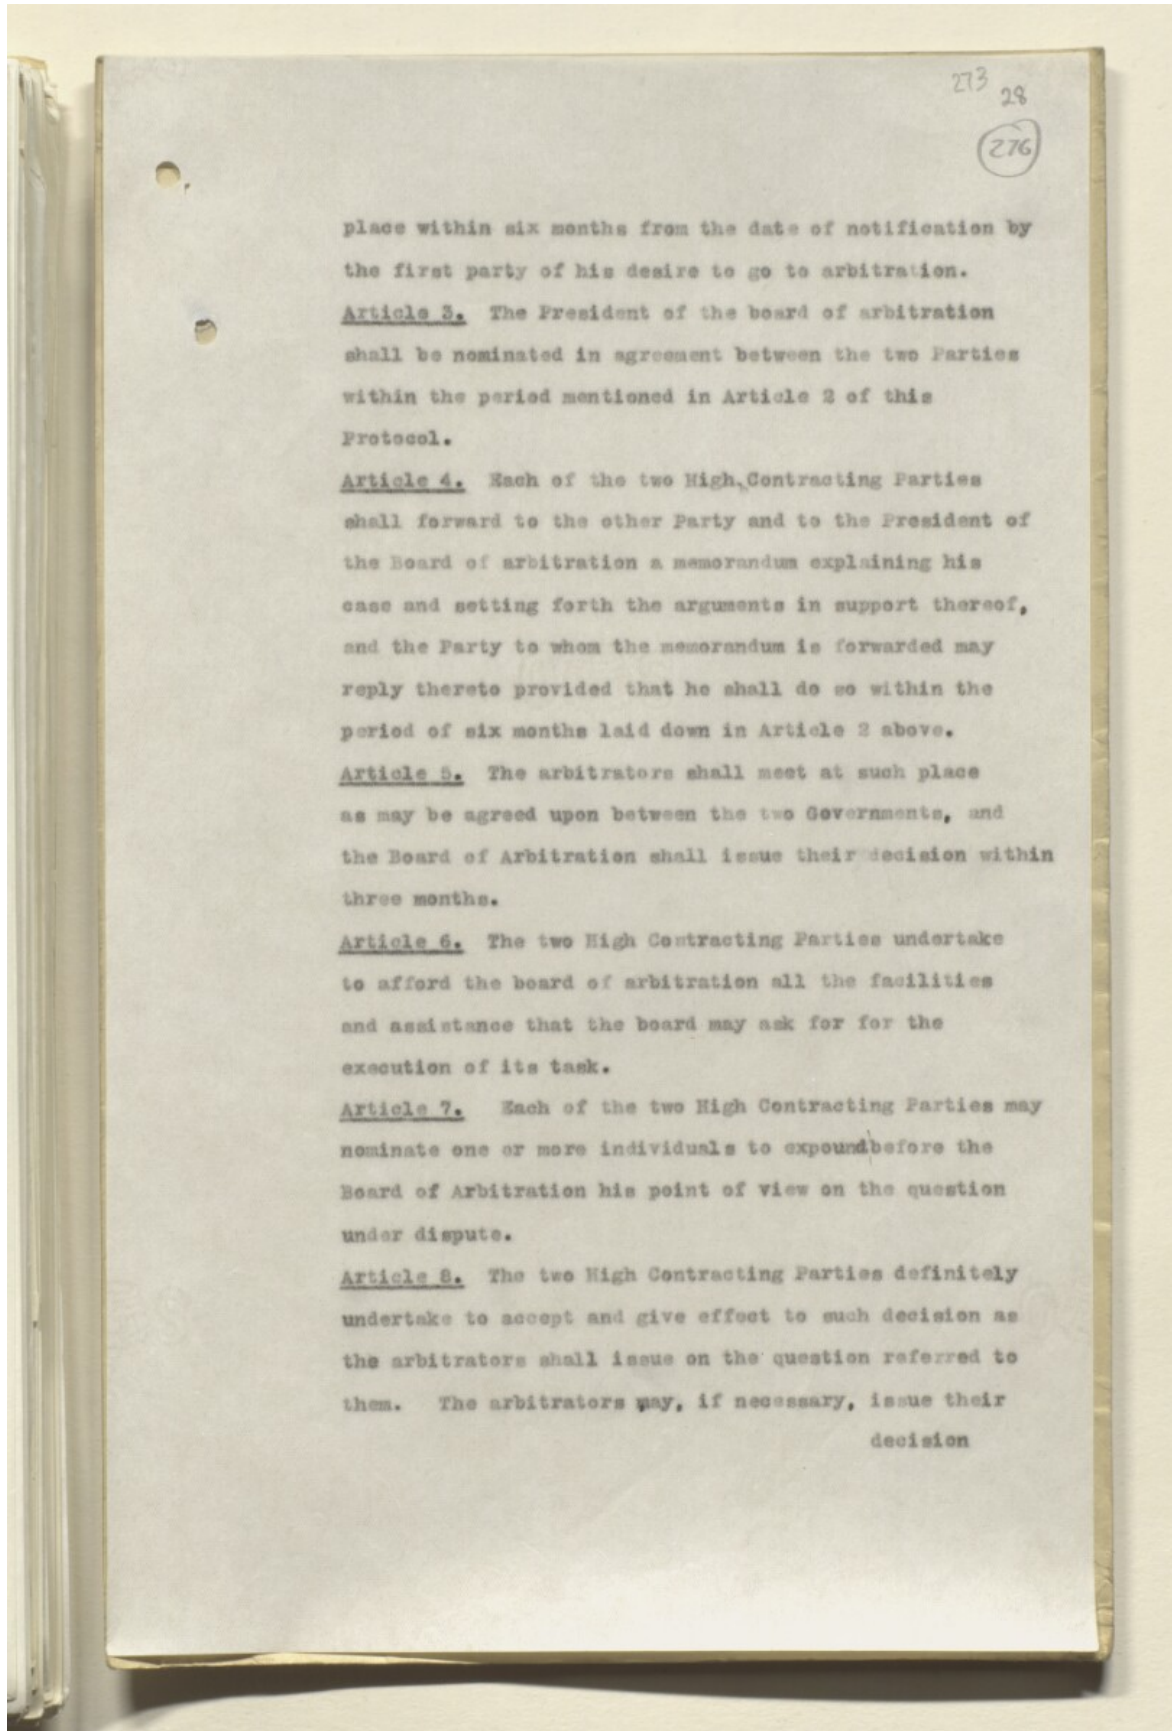 273
28
276
place within six months from the date of notification by
the first party of his desire to go to arbitration.
Article 3. The President of the board of arbitration
shall be nominated in agreement between the two Parties
within the period mentioned in Article 2 of this
Protocol.
Article 4. Each of the two High Contracting Parties
shall forward to the other Party and to the President of
the Board of arbitration a memorandum explaining his
case and setting forth the arguments in support thereof,
and the Party to whom the memorandum is forwarded may
reply thereto provided that he shall do so within the
period of six months laid down in Article 2 above.
Article 5. The arbitrators shall meet at such place
as may be agreed upon between the two Governments, and
the Board of Arbitration shall issue their decision within
three months.
Article 6. The two High Contracting Parties undertake
to afford the board of arbitration all the facilities
and assistance that the board may ask for for the
execution of its task.
Article 7. Each of the two High Contracting Parties may
nominate one or more individuals to expound before the
Board of Arbitration his point of view on the question
under dispute.
Article 8. The two High Contracting Parties definitely
undertake to accept and give effect to such decision as
the arbitrators shall issue on the question referred to
them. The arbitrators may, if necessary, issue their
decision